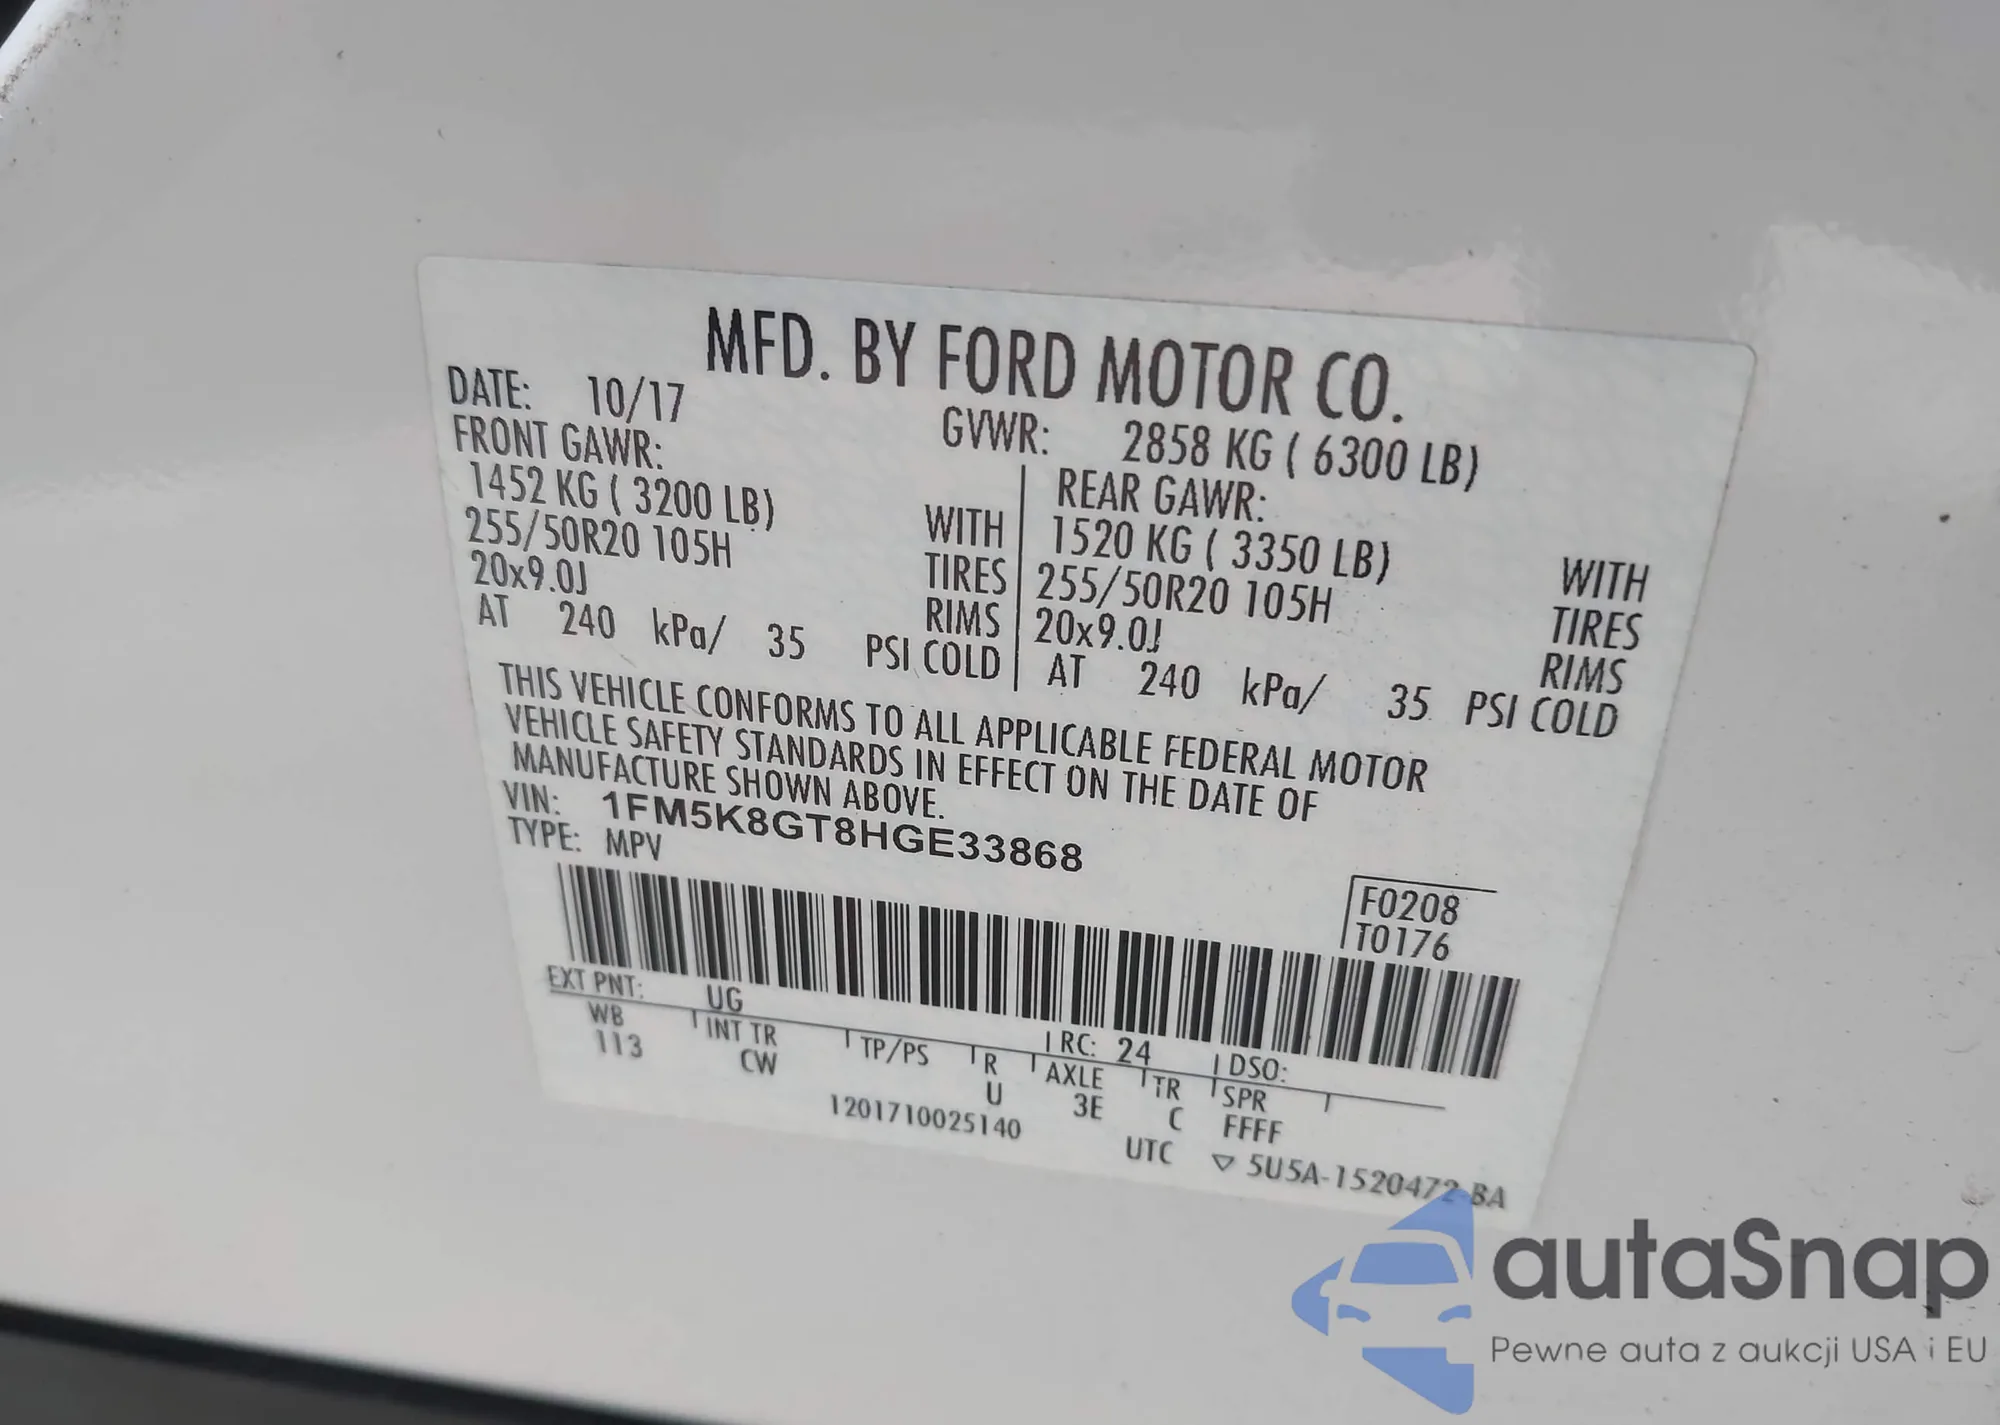 MFD. BY FORD MOTOR CO.
DATE: 10/17
GVWR: 2858 KG ( 6300 LB)
FRONT GAWR:
1452 KG ( 3200 LB) WITH
255/50R20 105H TIRES
20x9.0J RIMS
AT 240 kPa/ 35 PSI COLD
REAR GAWR:
1520 KG ( 3350 LB) WITH
255/50R20 105H TIRES
20x9.0J RIMS
AT 240 kPa/ 35 PSI COLD
THIS VEHICLE CONFORMS TO ALL APPLICABLE FEDERAL MOTOR
VEHICLE SAFETY STANDARDS IN EFFECT ON THE DATE OF
MANUFACTURE SHOWN ABOVE.
VIN: 1FM5K8GT8HGE33868
TYPE: MPV
F0208
T0176
EXT PNT: UG RC: 24 DSO:
WB INT TR TP/PS R AXLE TR SPR
113 CW U 3E C FFFF
1201710025140
UTC ▽ 5U5A-1520472-BA
autaSnap
Pewne auta z aukcji USA i EU